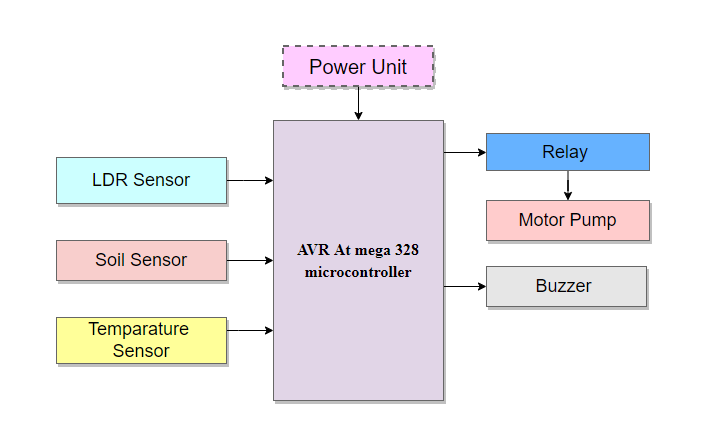 Power Unit
LDR Sensor
Soil Sensor
Temparature
Sensor
AVR At mega 328
microcontroller
Relay
Motor Pump
Buzzer